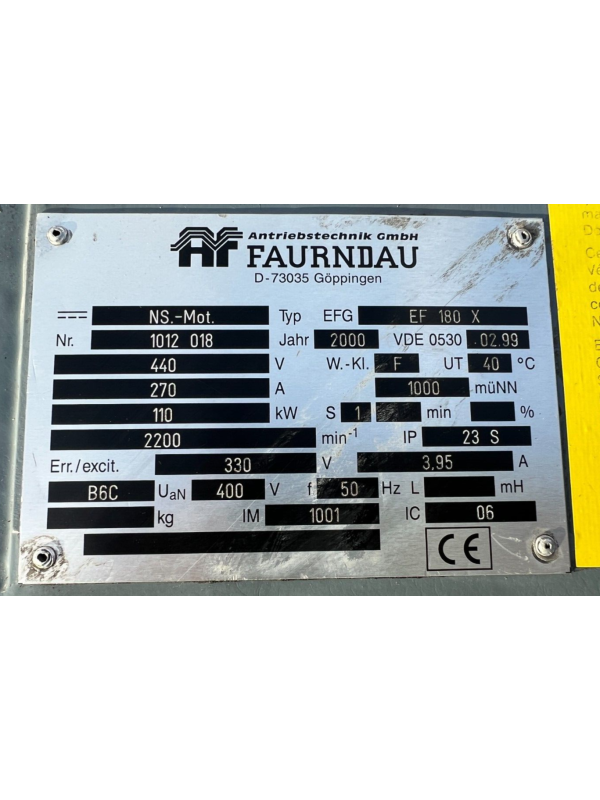 Antriebstechnik GmbH
FAURNDAU
D-73035 Göppingen
NS.-Mot. Typ EFG EF 180 X
Nr. 1012 018 Jahr 2000 VDE 0530 02.99
440 V W.-Kl. F UT 40 °C
270 A 1000 müNN
110 kW S 1 min %
2200 min⁻¹ IP 23 S
Err./excit. 330 V 3,95 A
B6C UaN 400 V f 50 Hz L mH
kg IM 1001 IC 06
CE